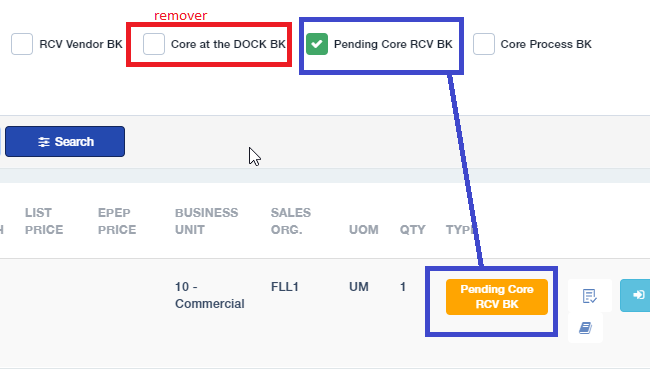 remover
RCV Vendor BK
Core at the DOCK BK
Pending Core RCV BK
Core Process BK
Search
LIST PRICE
EPEP PRICE
BUSINESS UNIT
SALES ORG.
UOM
QTY
TYPE
10 - Commercial
FLL1
UM
1
Pending Core
RCV BK